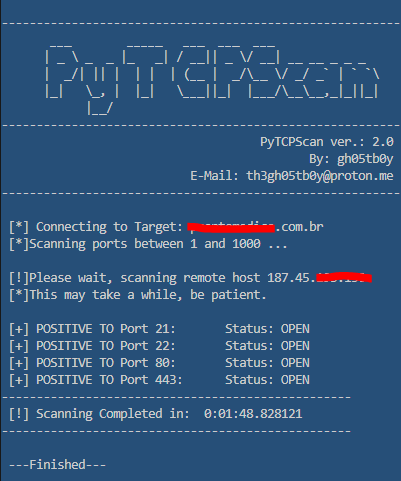 PyTCPScan
PyTCPScan ver.: 2.0
By: gh05tb0y
E-Mail: th3gh05tb0y@proton.me
[*] Connecting to Target: .com.br
[*]Scanning ports between 1 and 1000 ...
[!]Please wait, scanning remote host 187.45.
[*]This may take a while, be patient.
[+] POSITIVE TO Port 21: Status: OPEN
[+] POSITIVE TO Port 22: Status: OPEN
[+] POSITIVE TO Port 80: Status: OPEN
[+] POSITIVE TO Port 443: Status: OPEN
[!] Scanning Completed in: 0:01:48.828121
---Finished---